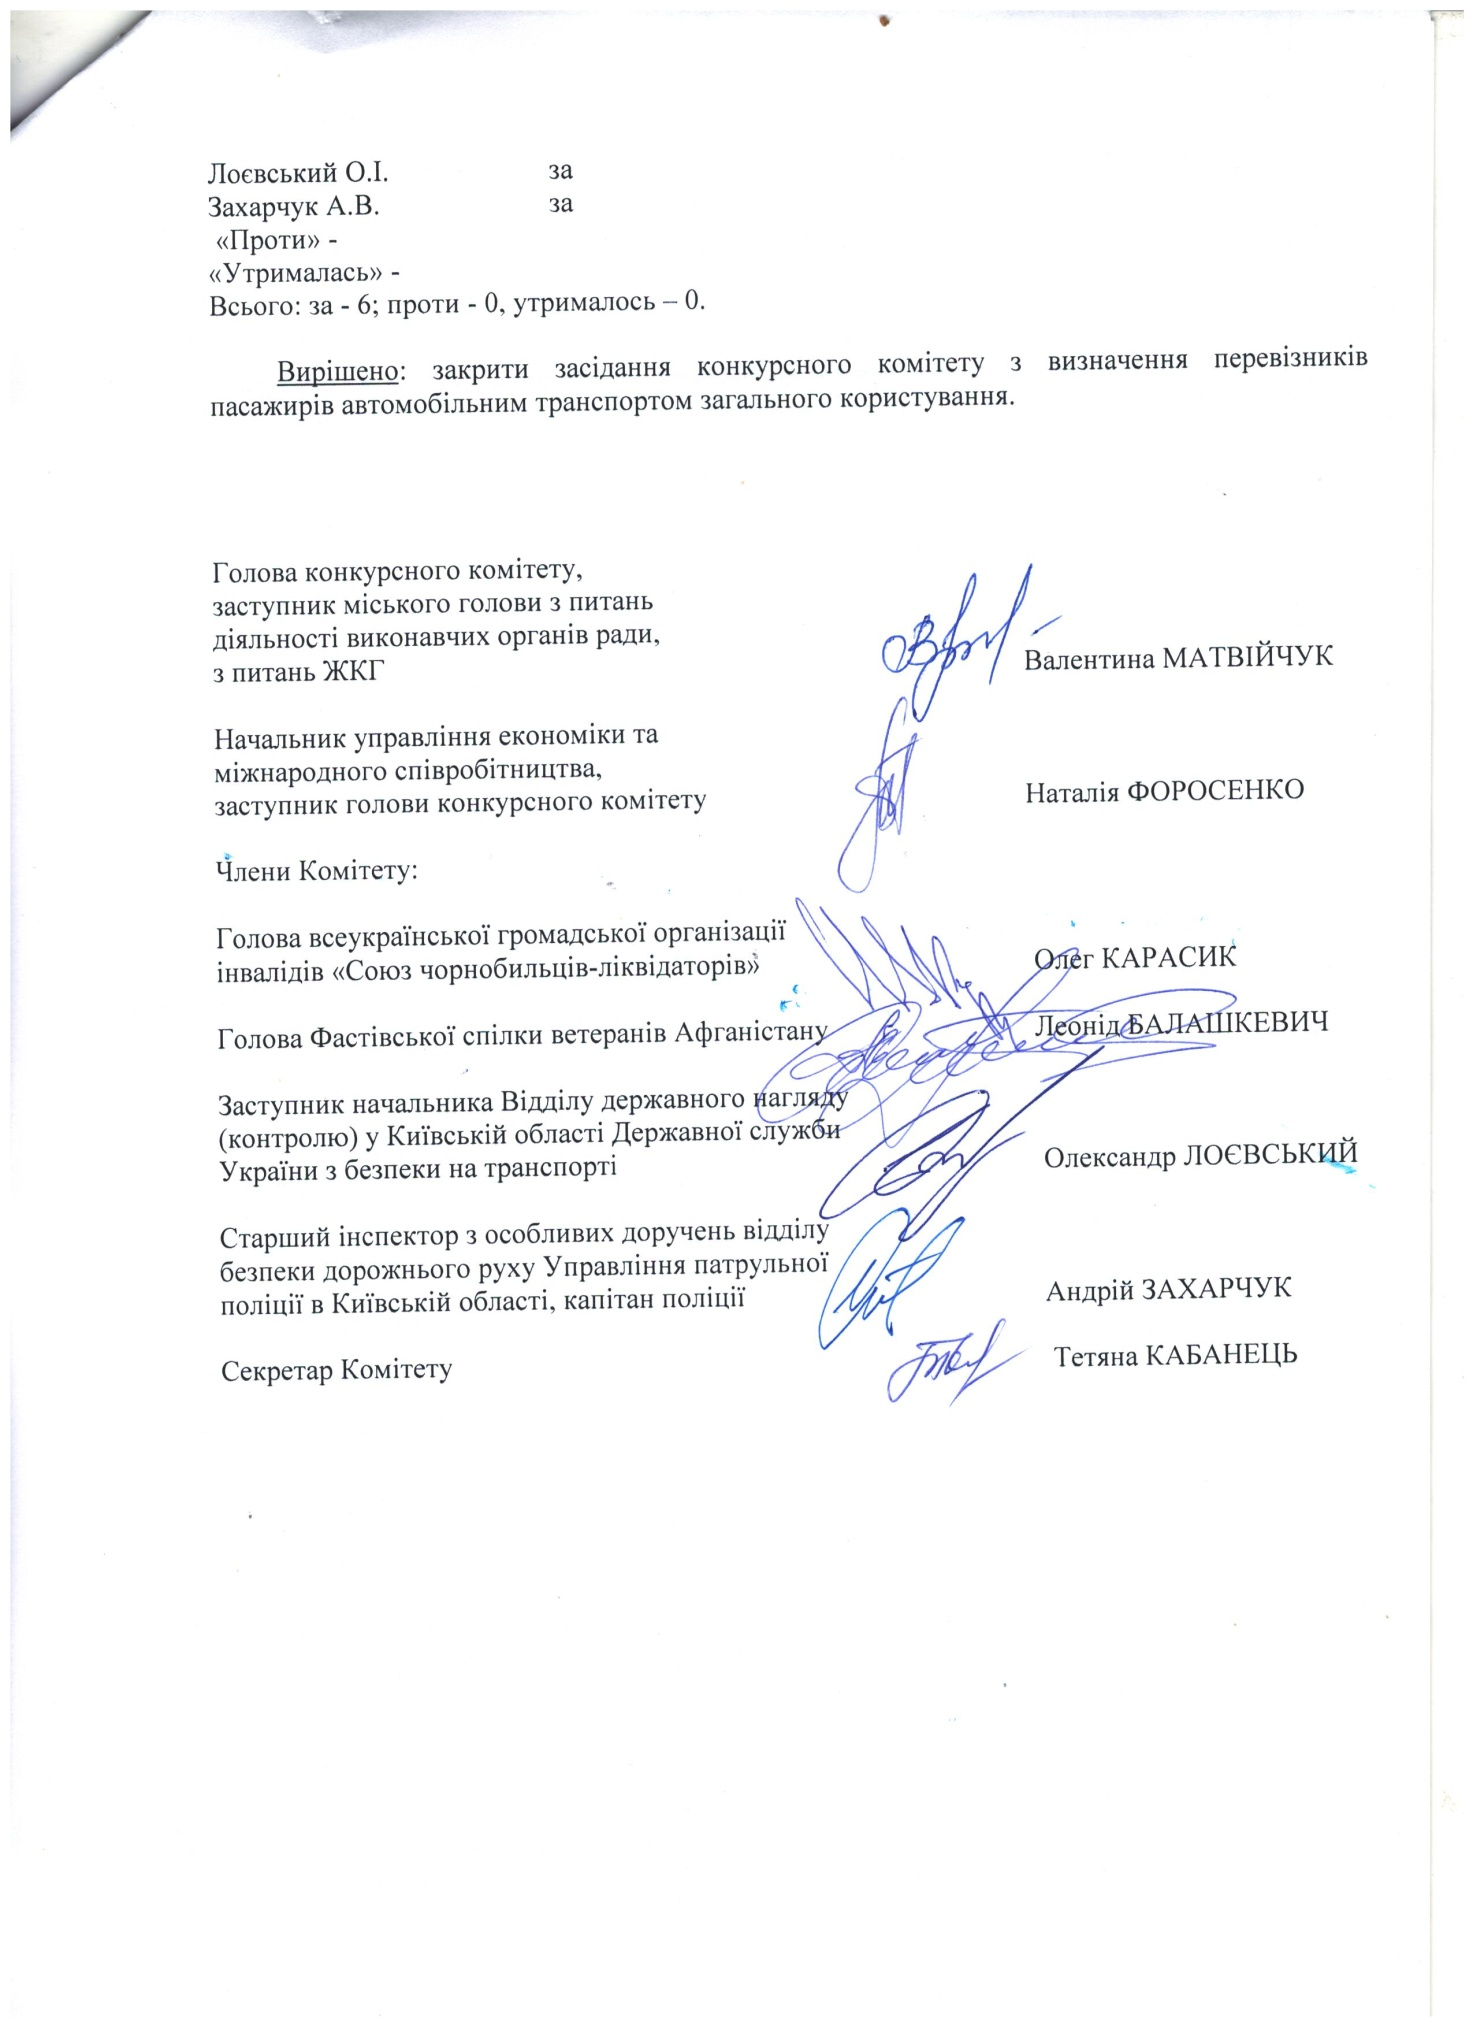 Лоєвський О.І. за
Захарчук А.В. за
«Проти» -
«Утрималась» -
Всього: за - 6; проти - 0, утрималось – 0.
Вирішено: закрити засідання конкурсного комітету з визначення перевізників
пасажирів автомобільним транспортом загального користування.
Голова конкурсного комітету,
заступник міського голови з питань
діяльності виконавчих органів ради,
з питань ЖКГ Валентина МАТВІЙЧУК
Начальник управління економіки та
міжнародного співробітництва,
заступник голови конкурсного комітету Наталія ФОРОСЕНКО
Члени Комітету:
Голова всеукраїнської громадської організації
інвалідів «Союз чорнобильців-ліквідаторів» Олег КАРАСИК
Голова Фастівської спілки ветеранів Афганістану Леонід БАЛАШКЕВИЧ
Заступник начальника Відділу державного нагляду
(контролю) у Київській області Державної служби
України з безпеки на транспорті Олександр ЛОЄВСЬКИЙ
Старший інспектор з особливих доручень відділу
безпеки дорожнього руху Управління патрульної
поліції в Київській області, капітан поліції Андрій ЗАХАРЧУК
Секретар Комітету Тетяна КАБАНЕЦЬ